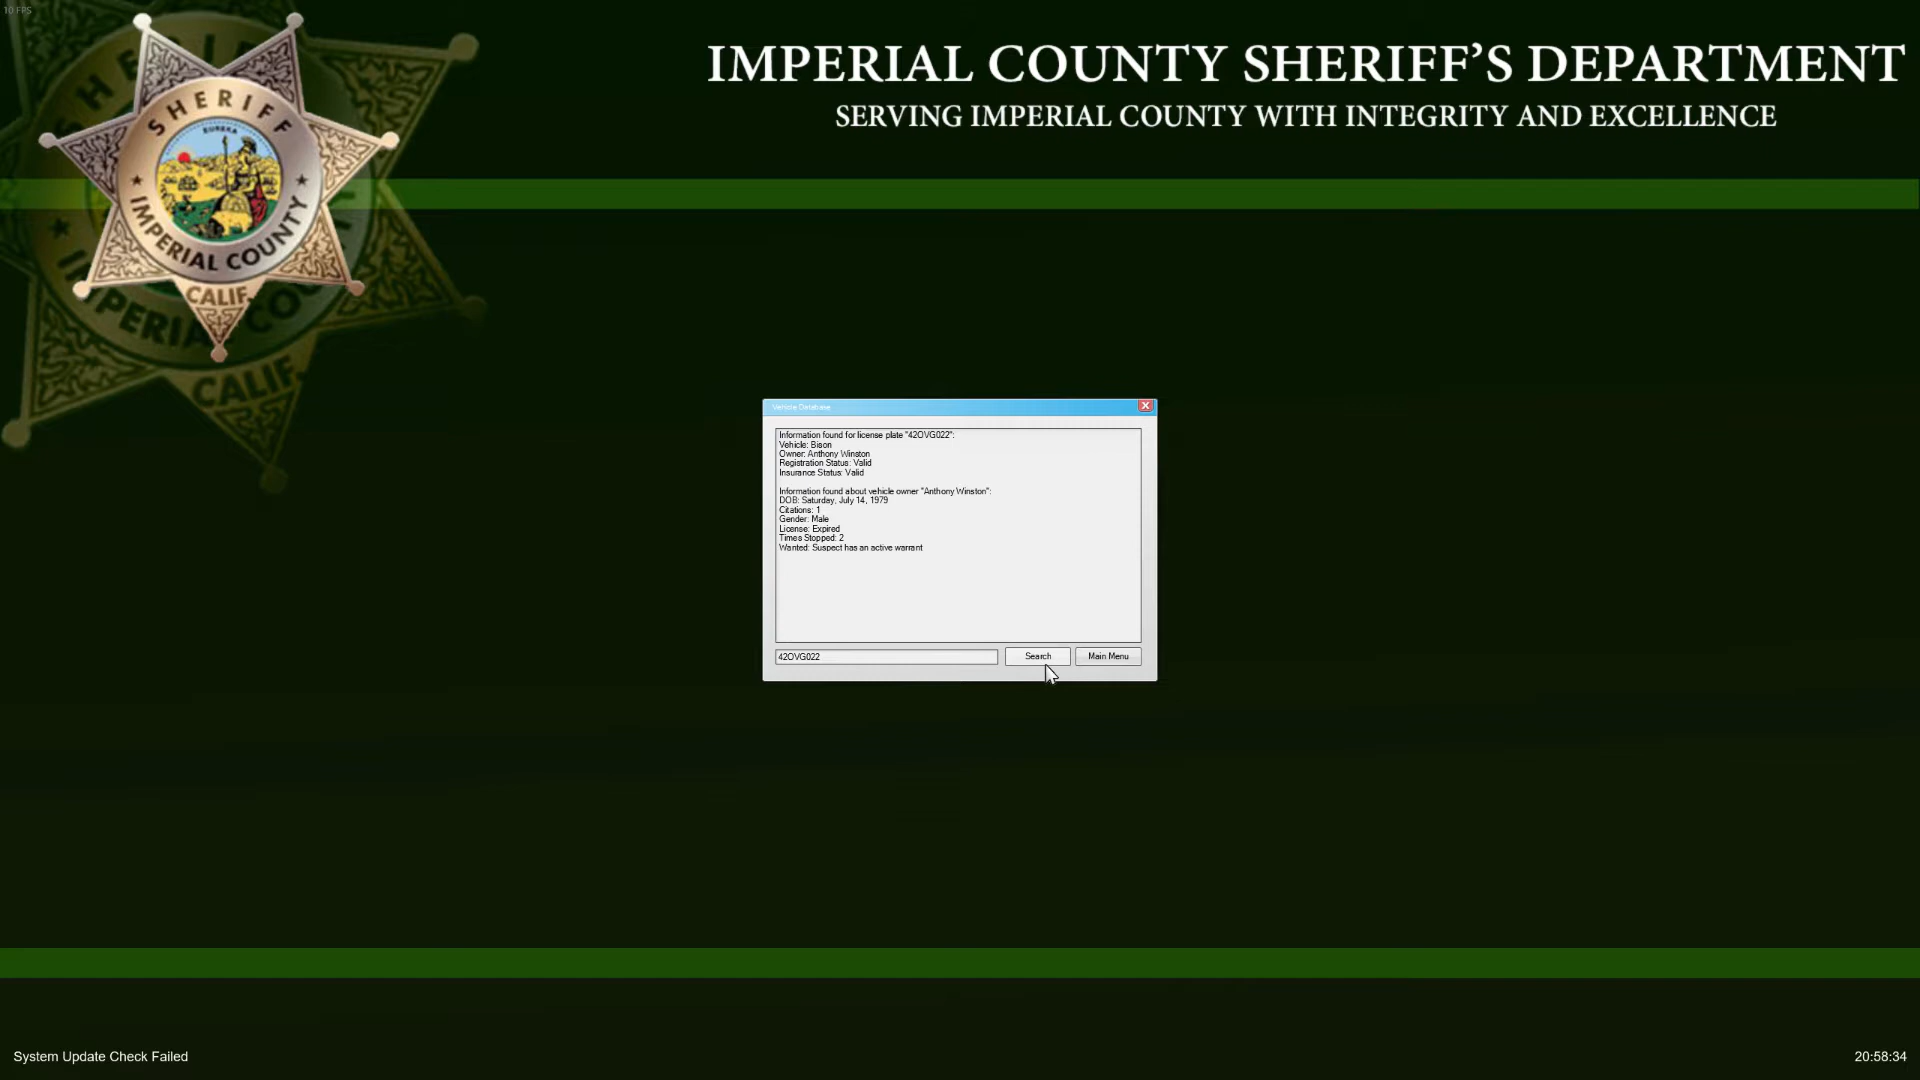 10 FPS
IMPERIAL COUNTY SHERIFF'S DEPARTMENT
SERVING IMPERIAL COUNTY WITH INTEGRITY AND EXCELLENCE
SHERIFF
EUREKA
IMPERIAL COUNTY
CALIF.
Vehicle Database
Information found for license plate "42OVG022":
Vehicle: Bison
Owner: Anthony Winston
Registration Status: Valid
Insurance Status: Valid
Information found about vehicle owner "Anthony Winston":
DOB: Saturday, July 14, 1979
Citations: 1
Gender: Male
License: Expired
Times Stopped: 2
Wanted: Suspect has an active warrant
42OVG022
Search
Main Menu
System Update Check Failed
20:58:34